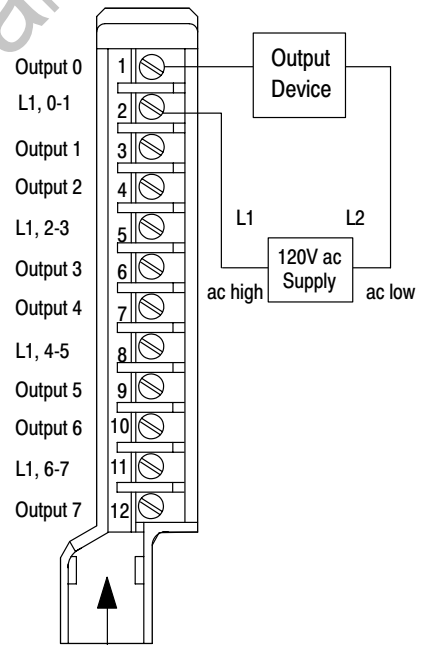 Output 0
1
L1, 0-1
2
Output 1
3
Output 2
4
L1, 2-3
5
Output 3
6
Output 4
7
L1, 4-5
8
Output 5
9
Output 6
10
L1, 6-7
11
Output 7
12
Output
Device
L1
L2
120V ac
Supply
ac high
ac low